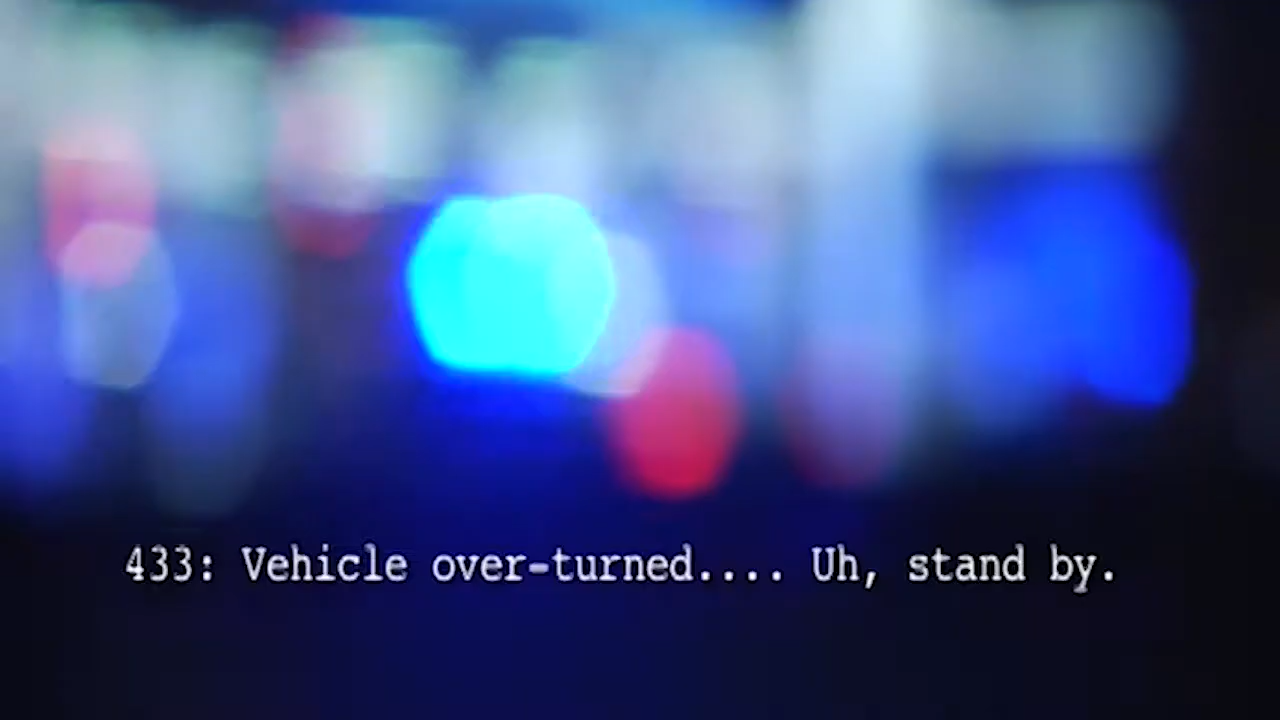 433: Vehicle over-turned.... Uh, stand by.